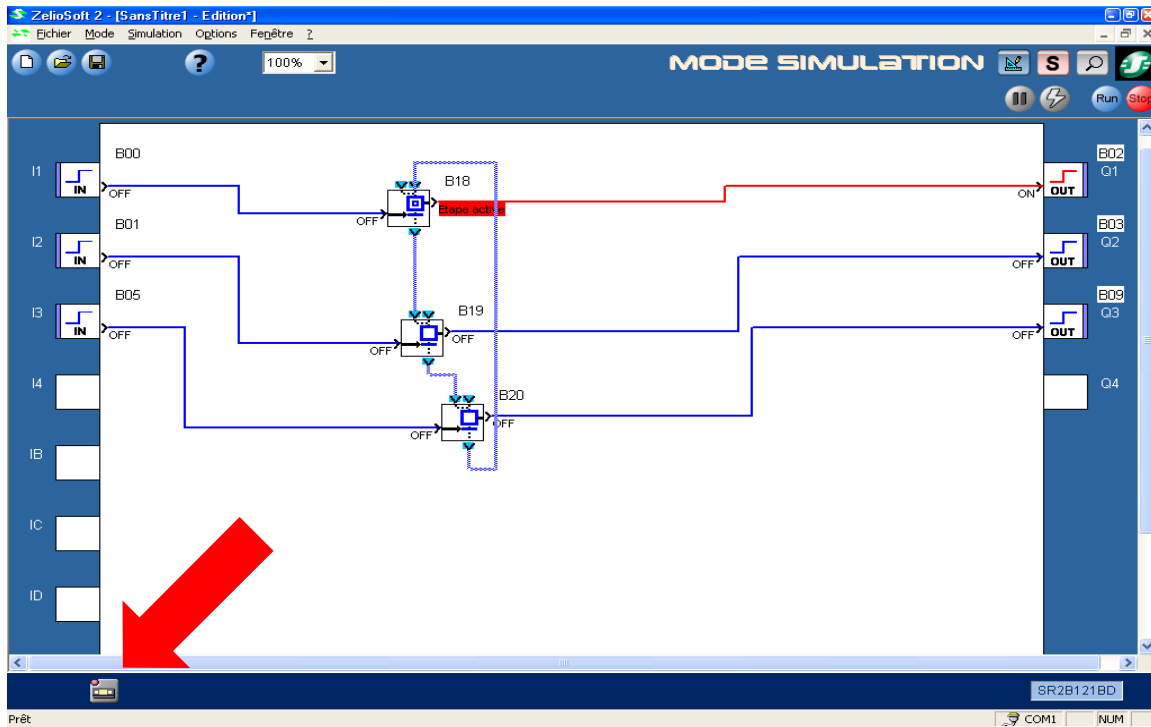 ZelioSoft 2 - [SansTitre1 - Edition*]
Fichier Mode Simulation Options Fenêtre ?
? 100% MODE SIMULATION S
Run Stop
B00 B02
I1 B18 Q1
IN OFF Etape active ON OUT
OFF
B01 B03
I2 Q2
IN OFF OFF OUT
B05 B19 B09
I3 Q3
IN OFF OFF OFF OUT
OFF
I4 B20 Q4
OFF
OFF
IB
IC
ID
SR2B121BD
Prêt COM1 NUM